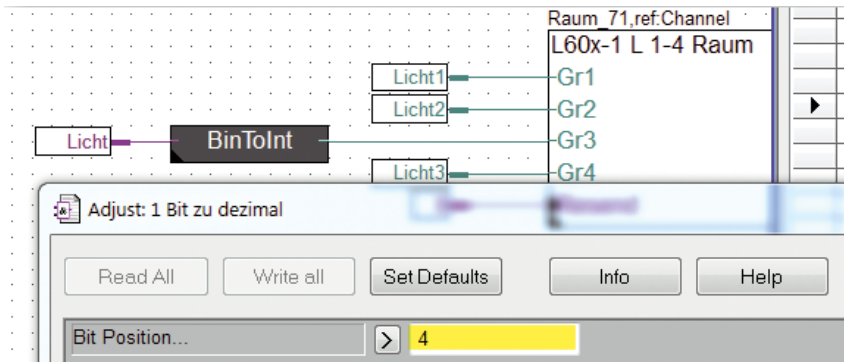 Raum_71,ref:Channel
L60x-1 L 1-4 Raum
Licht1 Gr1
Licht2 Gr2
Licht BinToInt Gr3
Licht3 Gr4
Resend
Adjust: 1 Bit zu dezimal
Read All Write all Set Defaults Info Help
Bit Position... > 4